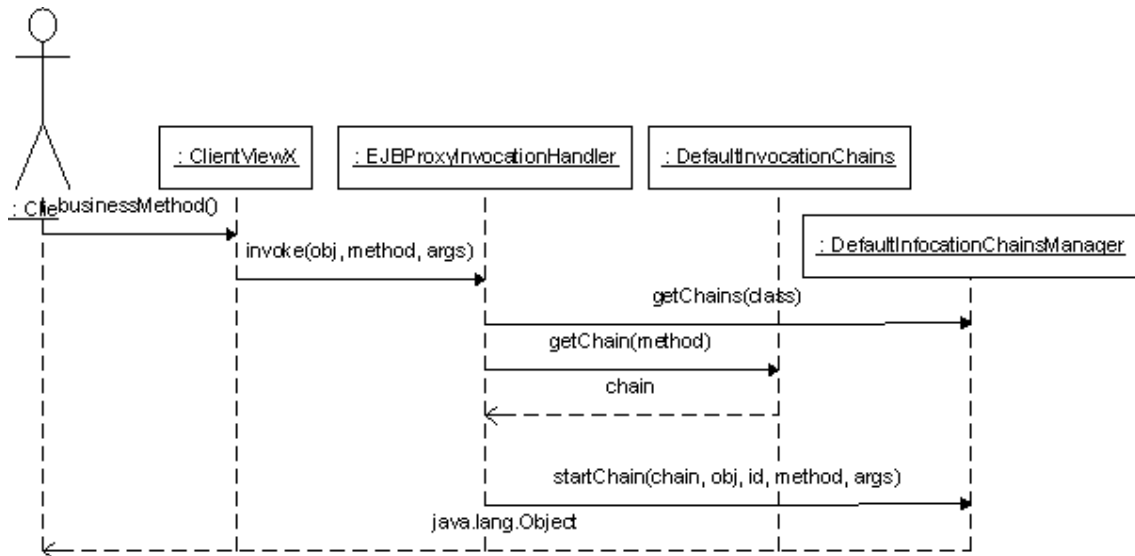 : ClientViewX
: EJBProxyInvocationHandler
: DefaultInvocationChains
: Clie
businessMethod()
: DefaultInfocationChainsManager
invoke(obj, method, args)
getChains(class)
getChain(method)
chain
startChain(chain, obj, id, method, args)
java.lang.Object